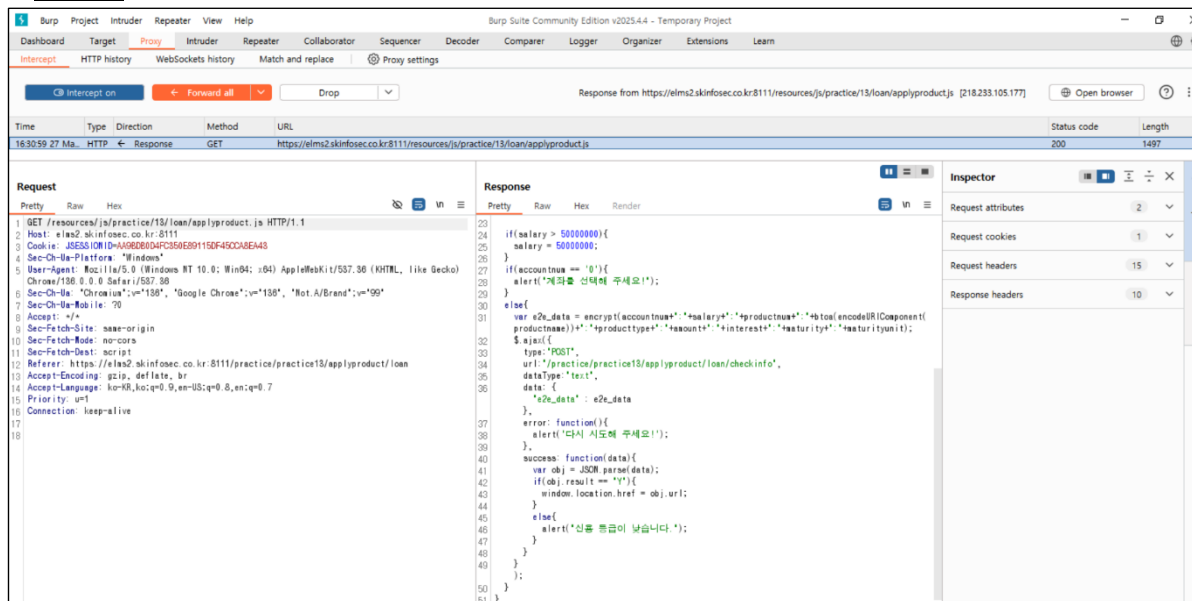 Burp Project Intruder Repeater View Help
Burp Suite Community Edition v2025.4.4 - Temporary Project
Dashboard Target Proxy Intruder Repeater Collaborator Sequencer Decoder Comparer Logger Organizer Extensions Learn
Intercept HTTP history WebSockets history Match and replace Proxy settings
Intercept on Forward all Drop Response from https://elms2.skinfosec.co.kr:8111/resources/js/practice/13/loan/applyproduct.js [218.233.105.177] Open browser
Time Type Direction Method URL Status code Length
16:30:59 27 Ma... HTTP ← Response GET https://elms2.skinfosec.co.kr:8111/resources/js/practice/13/loan/applyproduct.js 200 1497
Request
Pretty Raw Hex
1 GET /resources/js/practice/13/loan/applyproduct.js HTTP/1.1
2 Host: elms2.skinfosec.co.kr:8111
3 Cookie: JSESSIONID=AA9BDB0D4FC350E89115DF45CCA8EA43
4 Sec-Ch-Ua-Platform: "Windows"
5 User-Agent: Mozilla/5.0 (Windows NT 10.0; Win64; x64) AppleWebKit/537.36 (KHTML, like Gecko)
Chrome/136.0.0.0 Safari/537.36
6 Sec-Ch-Ua: "Chromium";v="136", "Google Chrome";v="136", "Not.A/Brand";v="99"
7 Sec-Ch-Ua-Mobile: ?0
8 Accept: */*
9 Sec-Fetch-Site: same-origin
10 Sec-Fetch-Mode: no-cors
11 Sec-Fetch-Dest: script
12 Referer: https://elms2.skinfosec.co.kr:8111/practice/practice13/applyproduct/loan
13 Accept-Encoding: gzip, deflate, br
14 Accept-Language: ko-KR,ko;q=0.9,en-US;q=0.8,en;q=0.7
15 Priority: u=1
16 Connection: keep-alive
17
18
Response
Pretty Raw Hex Render
23
24 if(salary > 50000000){
25 salary = 50000000;
26 }
27 if(accountnum == '0'){
28 alert("계좌를 선택해 주세요!");
29 }
30 else{
31 var e2e_data = encrypt(accountnum+":"+salary+":"+productnum+":"+btoa(encodeURIComponent(
productname))+":"+producttype+":"+amount+":"+interest+":"+maturity+":"+maturityunit);
32 $.ajax({
33 type:"POST",
34 url:"/practice/practice13/applyproduct/loan/checkinfo",
35 dataType:"text",
36 data: {
"e2e_data" : e2e_data
},
37 error: function(){
38 alert('다시 시도해 주세요!');
39 },
40 success: function(data){
41 var obj = JSON.parse(data);
42 if(obj.result == "Y"){
43 window.location.href = obj.url;
44 }
45 else{
46 alert("신용 등급이 낮습니다.");
47 }
48 }
49 }
);
50 }
51 }
Inspector
Request attributes 2
Request cookies 1
Request headers 15
Response headers 10